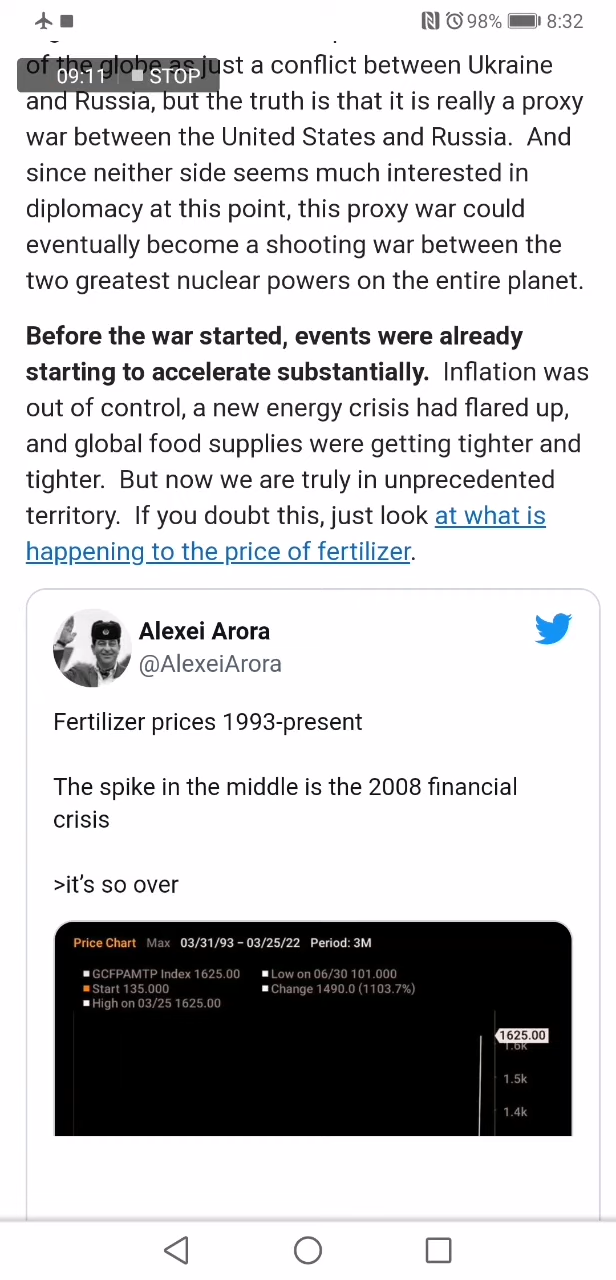 98% 8:32
of the globe as just a conflict between Ukraine
09:11 STOP
and Russia, but the truth is that it is really a proxy
war between the United States and Russia. And
since neither side seems much interested in
diplomacy at this point, this proxy war could
eventually become a shooting war between the
two greatest nuclear powers on the entire planet.
Before the war started, events were already
starting to accelerate substantially. Inflation was
out of control, a new energy crisis had flared up,
and global food supplies were getting tighter and
tighter. But now we are truly in unprecedented
territory. If you doubt this, just look at what is
happening to the price of fertilizer.
Alexei Arora
@AlexeiArora
Fertilizer prices 1993-present
The spike in the middle is the 2008 financial
crisis
>it's so over
Price Chart Max 03/31/93 - 03/25/22 Period: 3M
GCFPAMTP Index 1625.00 Low on 06/30 101.000
Start 135.000 Change 1490.0 (1103.7%)
High on 03/25 1625.00
1625.00
1.6k
1.5k
1.4k